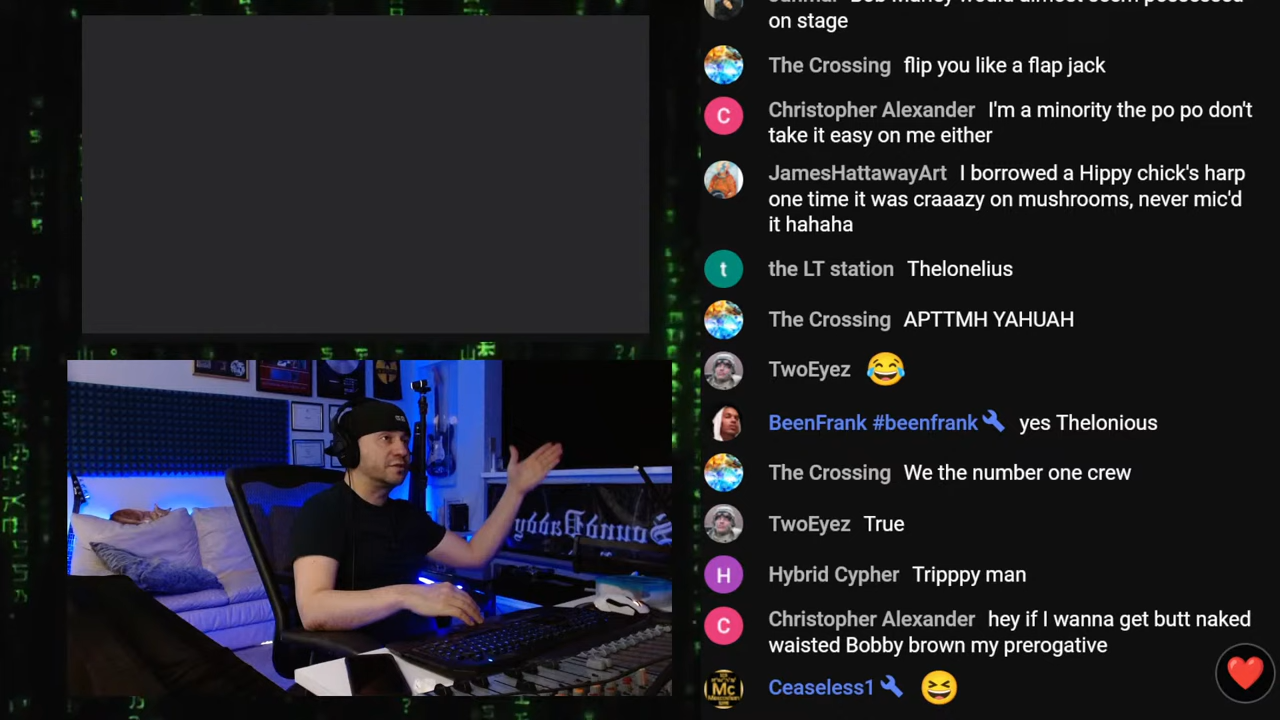 on stage
The Crossing flip you like a flap jack
C Christopher Alexander I'm a minority the po po don't
take it easy on me either
JamesHattawayArt I borrowed a Hippy chick's harp
one time it was craaazy on mushrooms, never mic'd
it hahaha
t the LT station Thelonelius
The Crossing APTTMH YAHUAH
TwoEyez 😂
BeenFrank #beenfrank yes Thelonious
The Crossing We the number one crew
TwoEyez True
H Hybrid Cypher Tripppy man
C Christopher Alexander hey if I wanna get butt naked
waisted Bobby brown my prerogative
Mc Ceaseless1 😆
Sound Daddy